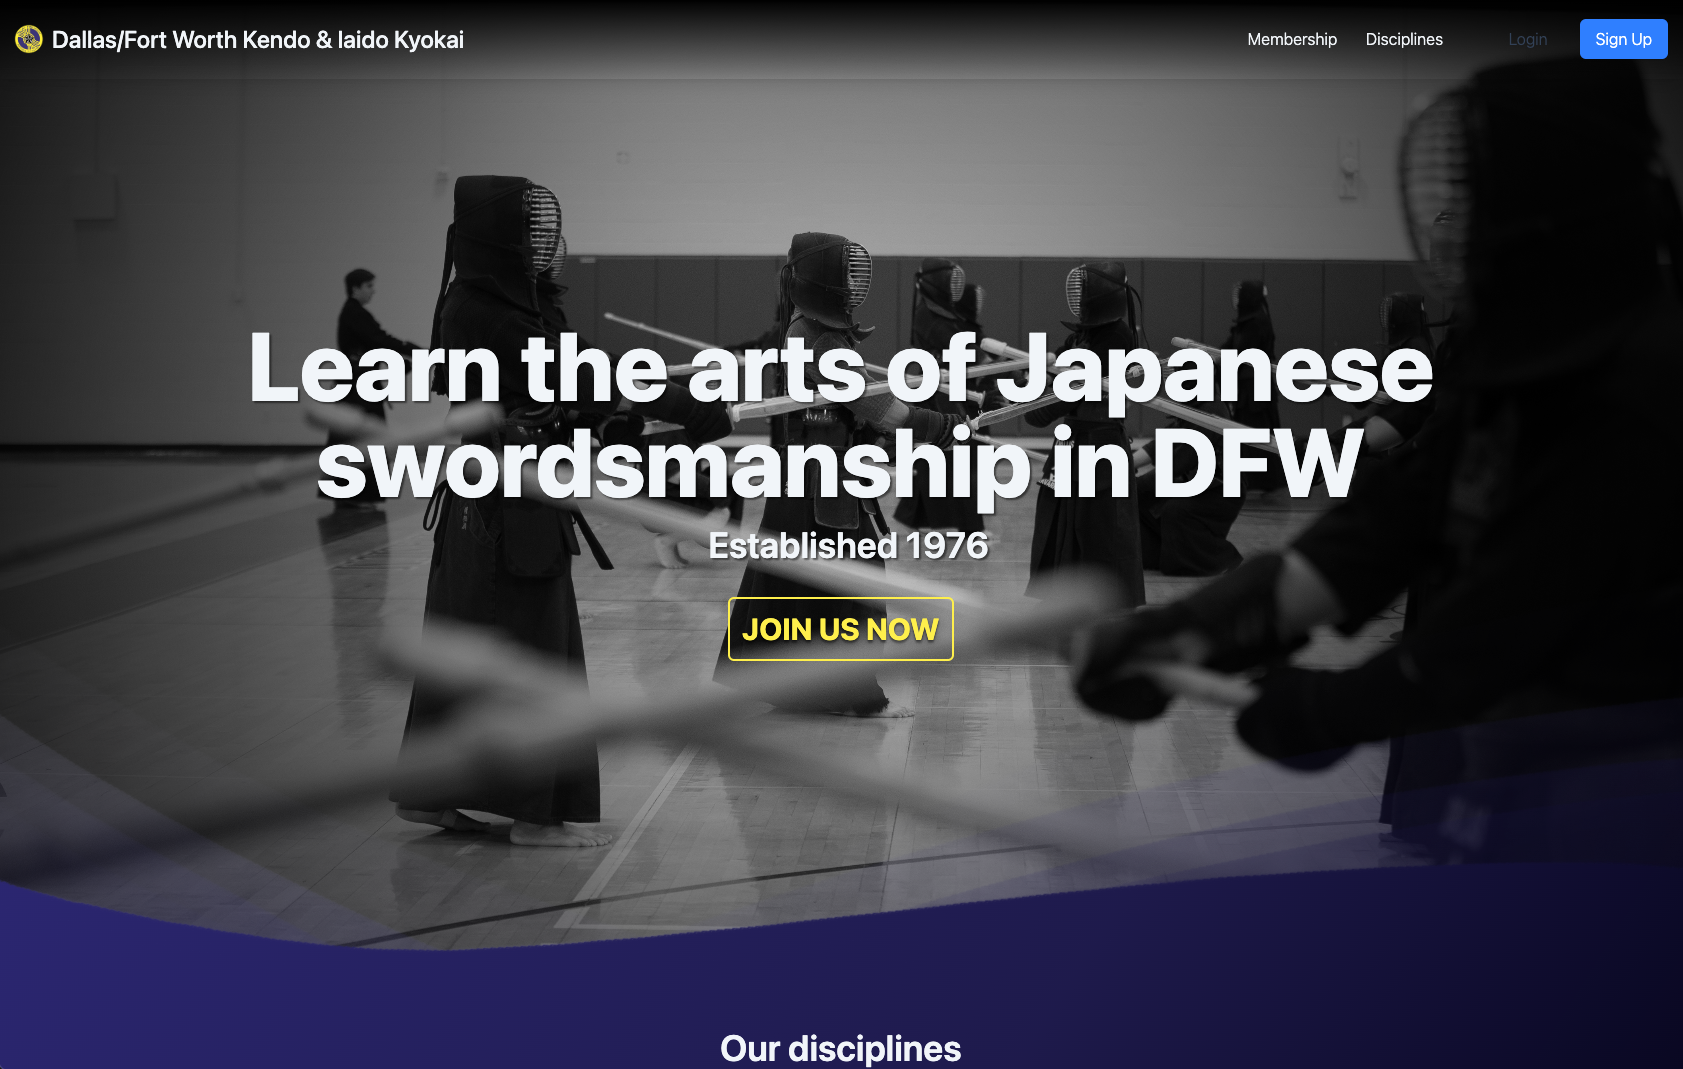 Dallas/Fort Worth Kendo & Iaido Kyokai
Membership
Disciplines
Login
Sign Up
Learn the arts of Japanese
swordsmanship in DFW
Established 1976
JOIN US NOW
Our disciplines